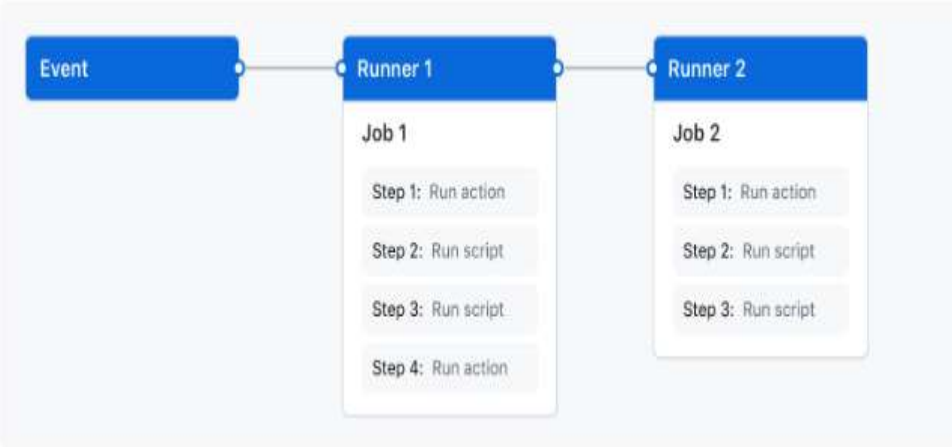 Event
Runner 1
Job 1
Step 1: Run action
Step 2: Run script
Step 3: Run script
Step 4: Run action
Runner 2
Job 2
Step 1: Run action
Step 2: Run script
Step 3: Run script